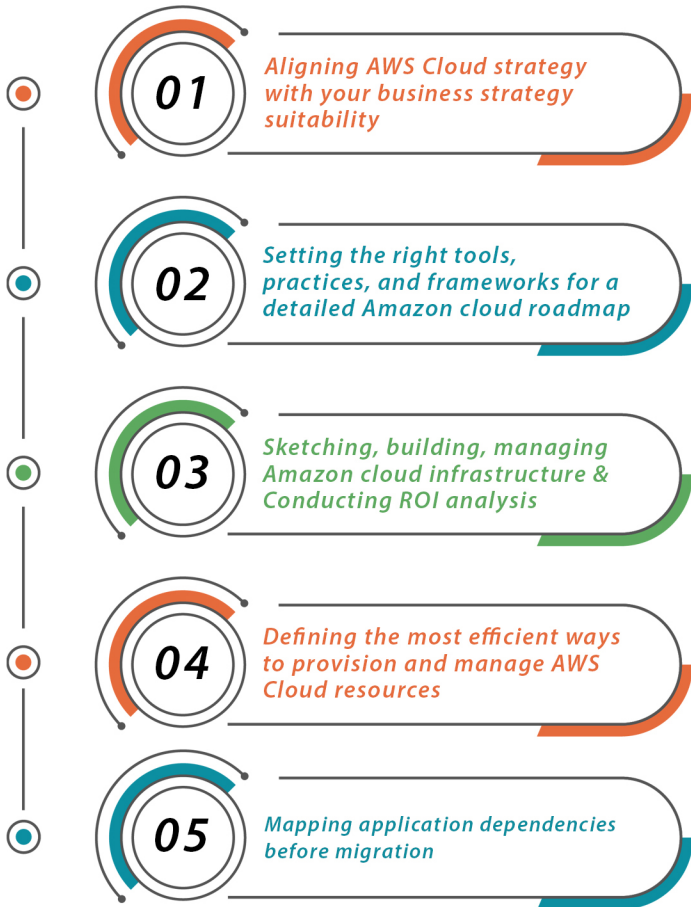 01
Aligning AWS Cloud strategy
with your business strategy
suitability
02
Setting the right tools,
practices, and frameworks for a
detailed Amazon cloud roadmap
03
Sketching, building, managing
Amazon cloud infrastructure &
Conducting ROI analysis
04
Defining the most efficient ways
to provision and manage AWS
Cloud resources
05
Mapping application dependencies
before migration